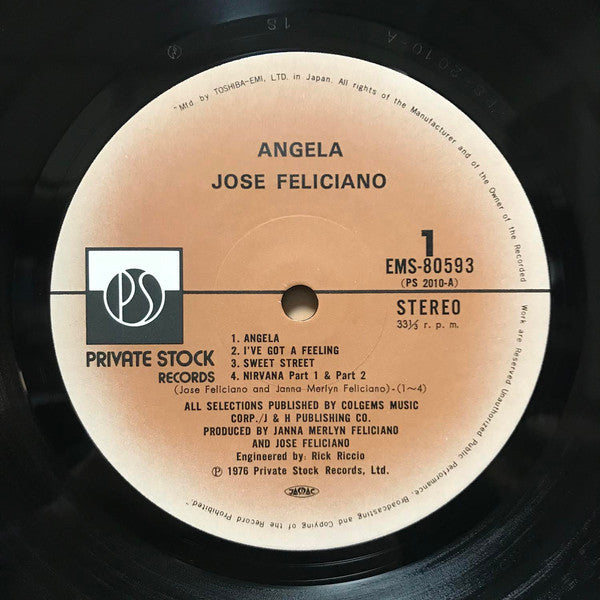 "Mfd by TOSHIBA-EMI, LTD. in Japan. All rights of the Manufacturer and of the Owner of the Recorded Work are Reserved. Unauthorized Public Performance, Broadcasting and Copying of the Record Prohibited."
ANGELA
JOSE FELICIANO
1
EMS-80593
(PS 2010-A)
STEREO
33⅓ r. p. m.
PS
PRIVATE STOCK
RECORDS
1. ANGELA
2. I'VE GOT A FEELING
3. SWEET STREET
4. NIRVANA Part 1 & Part 2
(Jose Feliciano and Janna Merlyn Feliciano)-(1~4)
ALL SELECTIONS PUBLISHED BY COLGEMS MUSIC
CORP./J & H PUBLISHING CO.
PRODUCED BY JANNA MERLYN FELICIANO
AND JOSE FELICIANO
Engineered by: Rick Riccio
Ⓟ 1976 Private Stock Records, Ltd.
JASRAC